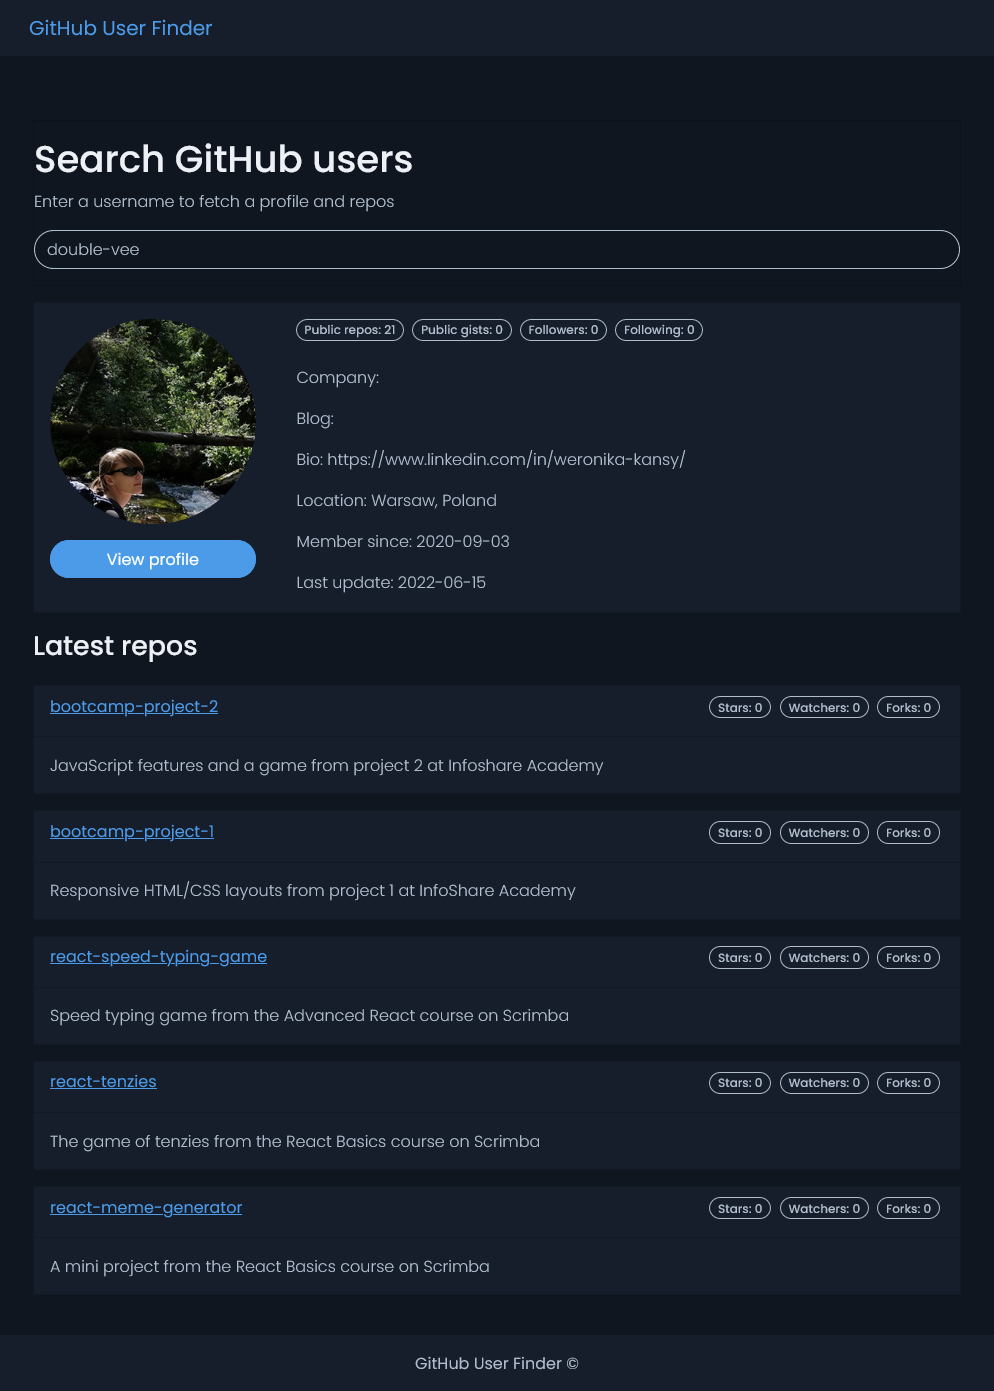 GitHub User Finder
Search GitHub users
Enter a username to fetch a profile and repos
double-vee
Public repos: 21 Public gists: 0 Followers: 0 Following: 0
Company:
Blog:
Bio: https://www.linkedin.com/in/weronika-kansy/
Location: Warsaw, Poland
Member since: 2020-09-03
Last update: 2022-06-15
View profile
Latest repos
bootcamp-project-2 Stars: 0 Watchers: 0 Forks: 0
JavaScript features and a game from project 2 at Infoshare Academy
bootcamp-project-1 Stars: 0 Watchers: 0 Forks: 0
Responsive HTML/CSS layouts from project 1 at InfoShare Academy
react-speed-typing-game Stars: 0 Watchers: 0 Forks: 0
Speed typing game from the Advanced React course on Scrimba
react-tenzies Stars: 0 Watchers: 0 Forks: 0
The game of tenzies from the React Basics course on Scrimba
react-meme-generator Stars: 0 Watchers: 0 Forks: 0
A mini project from the React Basics course on Scrimba
GitHub User Finder ©